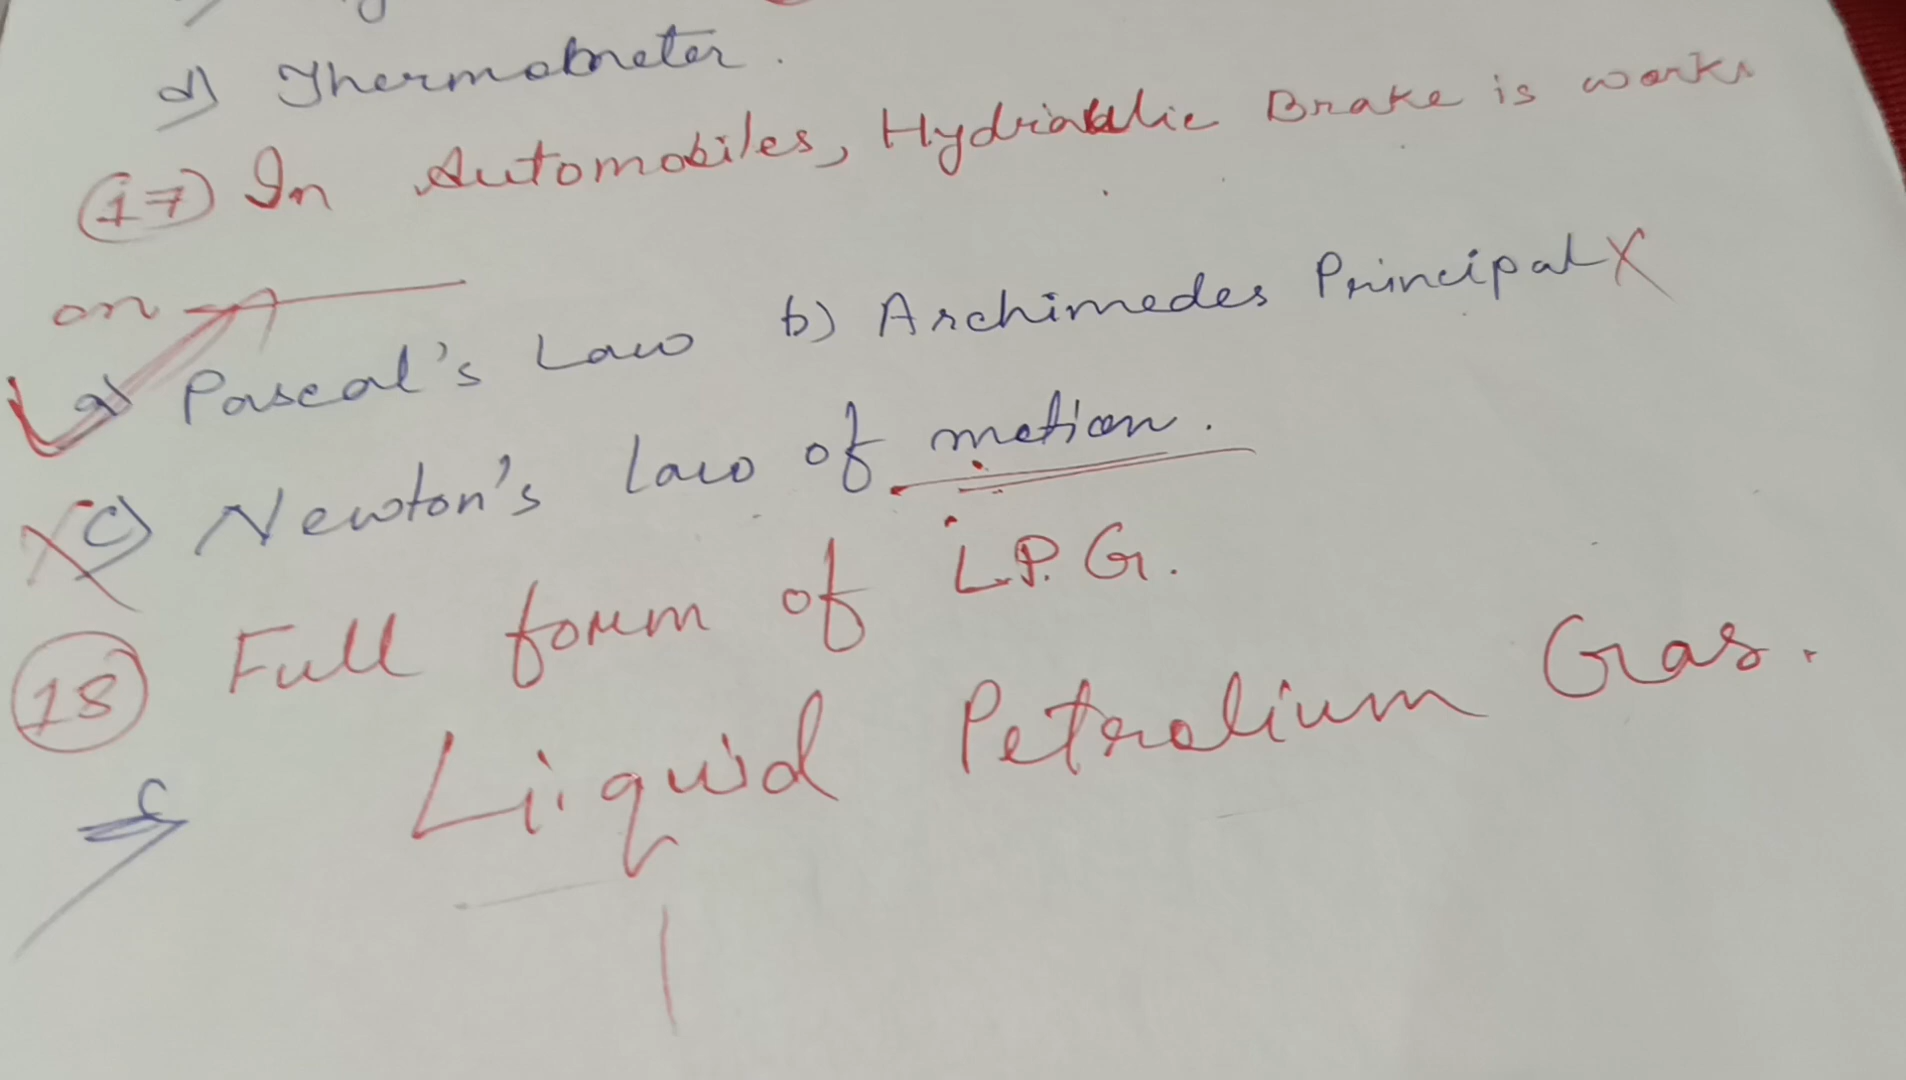 d) Thermometer.
(17) In Automobiles, Hydraulic Brake is works
on
a) Pascal's Law b) Archimedes Principal X
X c) Newton's law of motion.
(18) Full form of L.P.G.
Liquid Petrolium Gas.